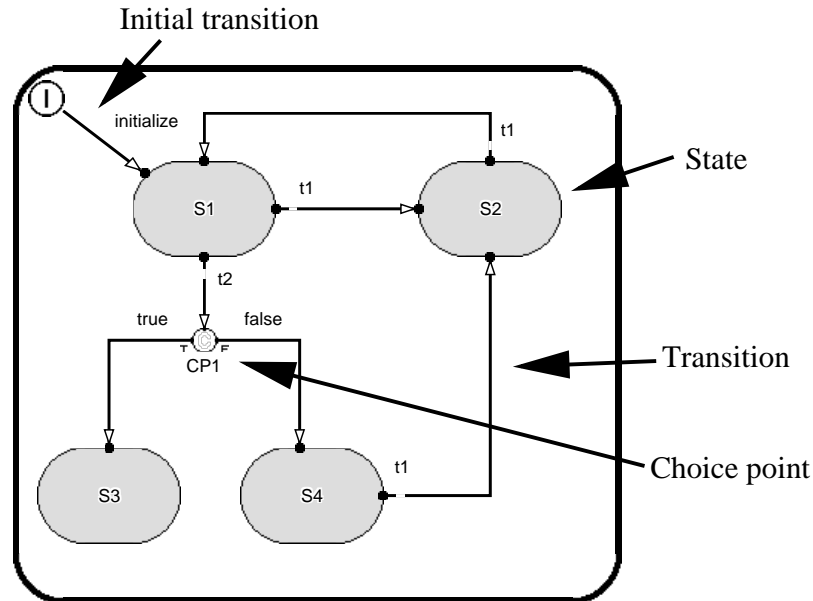 Initial transition
I
initialize
t1
State
S1
t1
S2
t2
true
false
C
T
F
CP1
Transition
t1
Choice point
S3
S4